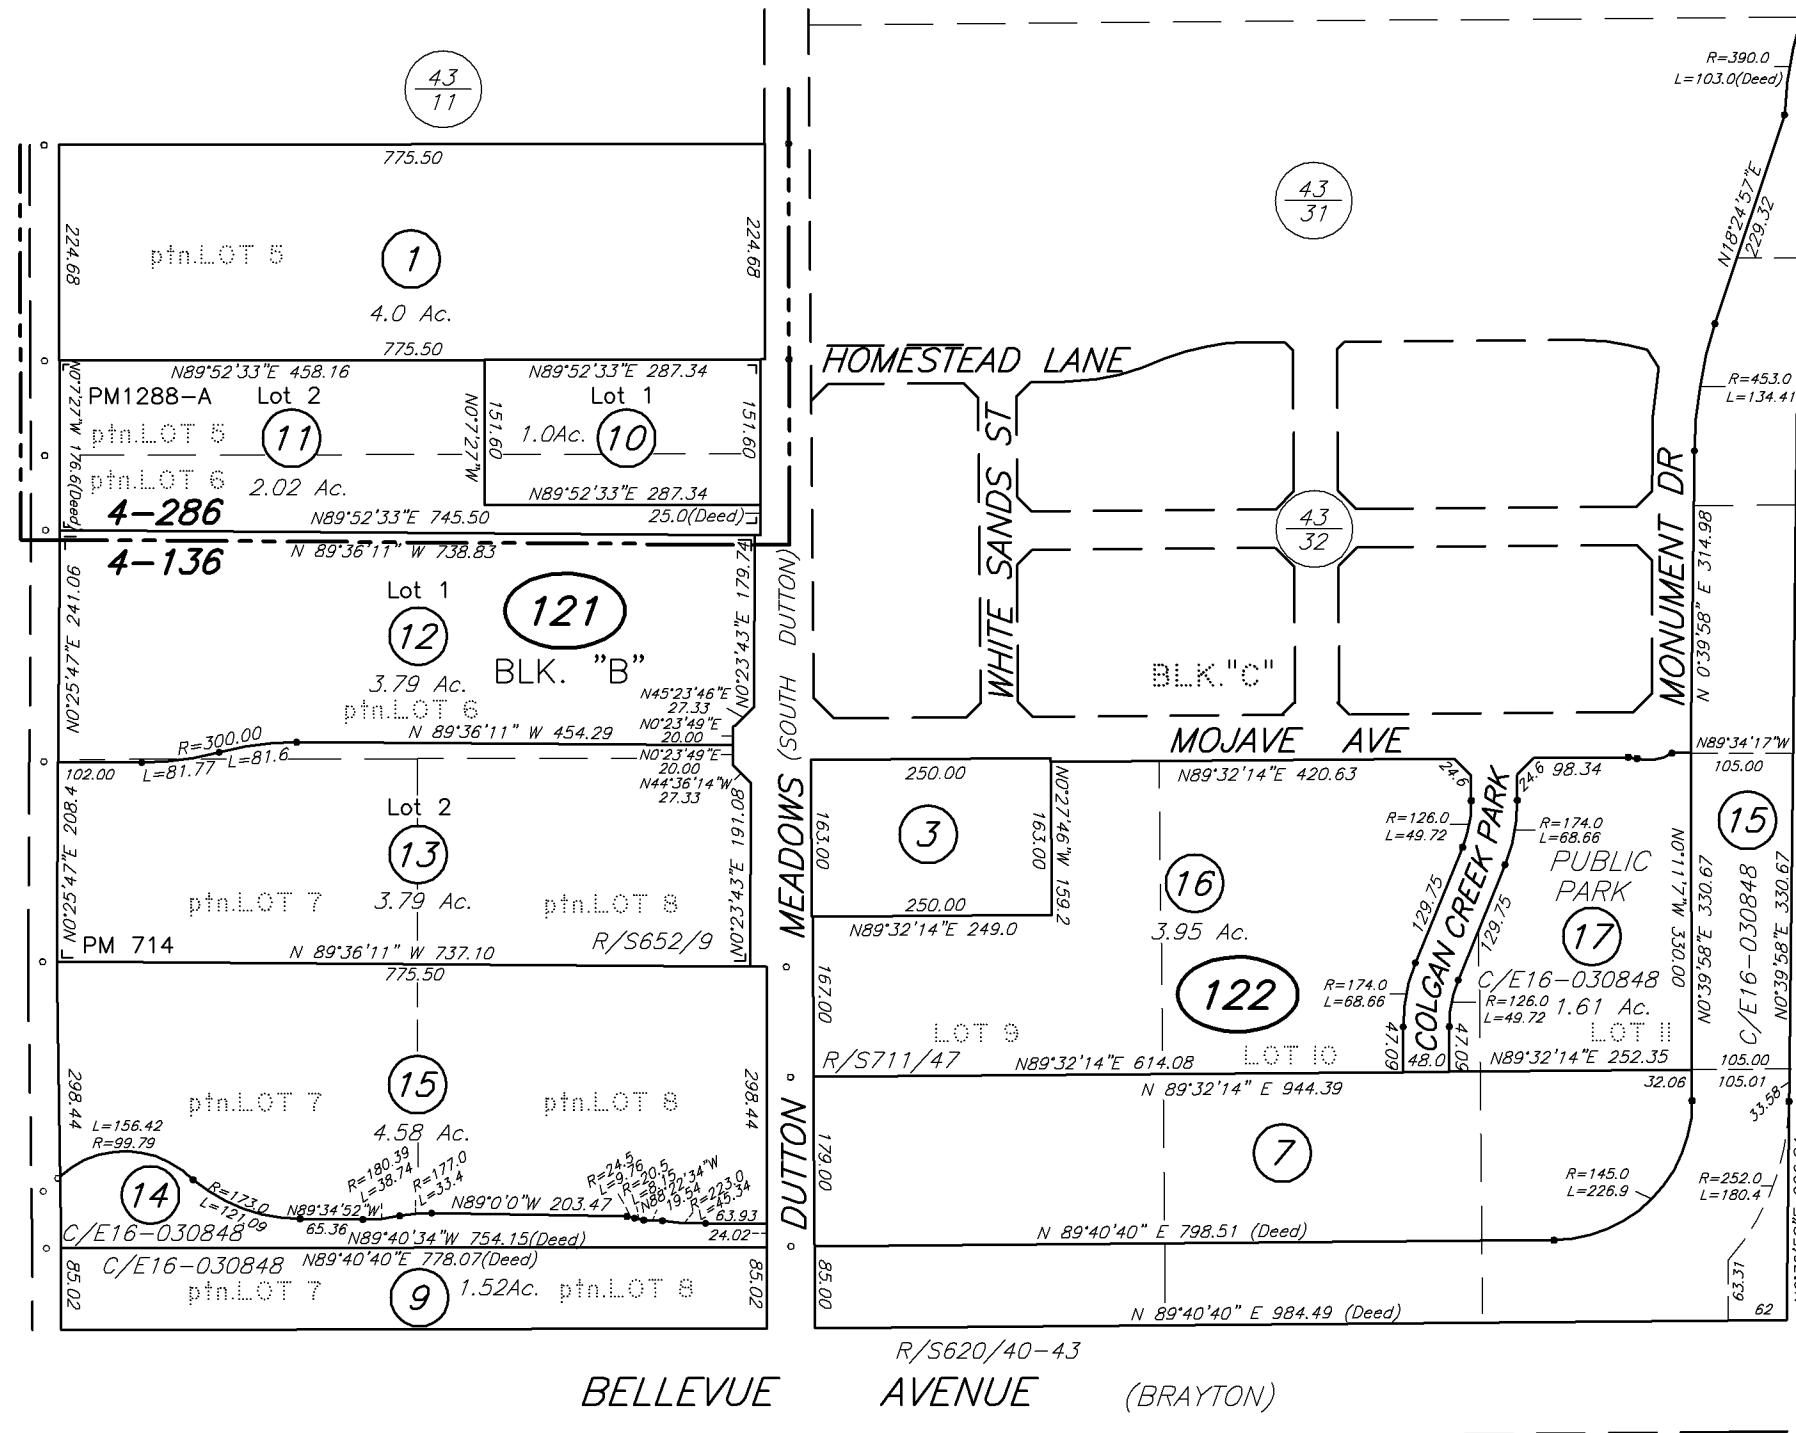 43
11
R=390.0
L=103.0(Deed)
775.50
43
31
N18°24'57"E
229.32
224.68
ptn.LOT 5
1
4.0 Ac.
224.68
775.50
HOMESTEAD LANE
R=453.0
L=134.41
N0°7'27"W 176.6(Deed)
N89°52'33"E 458.16
PM1288-A
Lot 2
11
ptn.LOT 5
ptn.LOT 6
2.02 Ac.
N0°7'27"W
151.60
N89°52'33"E 287.34
Lot 1
1.0Ac.
10
151.60
N89°52'33"E 287.34
4-286
N89°52'33"E 745.50
25.0(Deed)
4-136
N 89°36'11" W 738.83
WHITE SANDS ST
43
32
MONUMENT DR
N 0°39'58" E 314.98
N0°25'47"E 241.06
Lot 1
12
3.79 Ac.
ptn.LOT 6
121
BLK. "B"
N0°23'43"E 179.74
(SOUTH DUTTON)
BLK."C"
N45°23'46"E
27.33
N0°23'49"E
20.00
N0°23'49"E
20.00
N44°36'14"W
27.33
R=300.00
L=81.77
L=81.6
N 89°36'11" W 454.29
102.00
MOJAVE AVE
N89°34'17"W
105.00
N0°25'47"E 208.4
Lot 2
13
3.79 Ac.
ptn.LOT 7
ptn.LOT 8
PM 714
R/S652/9
N0°23'43"E 191.08
N 89°36'11" W 737.10
775.50
DUTTON MEADOWS
250.00
163.00
3
163.00
N0°27'46"W 159.2
250.00
N89°32'14"E 249.0
N89°32'14"E 420.63
24.6
24.6
98.34
R=126.0
L=49.72
R=174.0
L=68.66
16
3.95 Ac.
122
129.75
COLGAN CREEK PARK
129.75
PUBLIC
PARK
17
C/E16-030848
1.61 Ac.
LOT 11
R=174.0
L=68.66
R=126.0
L=49.72
47.09
48.0
47.09
N0°11'7"W 330.00
N0°39'58"E 330.67
15
C/E16-030848
N0°39'58"E 330.67
167.00
LOT 9
R/S711/47
N89°32'14"E 614.08
LOT 10
N89°32'14"E 252.35
105.00
105.01
32.06
33.58
N 89°32'14" E 944.39
298.44
ptn.LOT 7
15
4.58 Ac.
ptn.LOT 8
298.44
L=156.42
R=99.79
14
C/E16-030848
R=173.0
L=121.09
N89°34'52"W
65.36
R=180.39
L=38.74
R=177.0
L=33.4
N89°0'0"W 203.47
R=24.5
L=9.76
R=20.5
L=8.15
N88°22'34"W
19.54
R=223.0
L=45.34
63.93
24.02
N89°40'34"W 754.15(Deed)
N89°40'40"E 778.07(Deed)
C/E16-030848
85.02
ptn.LOT 7
9
1.52Ac.
ptn.LOT 8
85.02
179.00
7
R=145.0
L=226.9
R=252.0
L=180.4
N 89°40'40" E 798.51 (Deed)
85.00
N 89°40'40" E 984.49 (Deed)
63.31
62
R/S620/40-43
BELLEVUE AVENUE (BRAYTON)